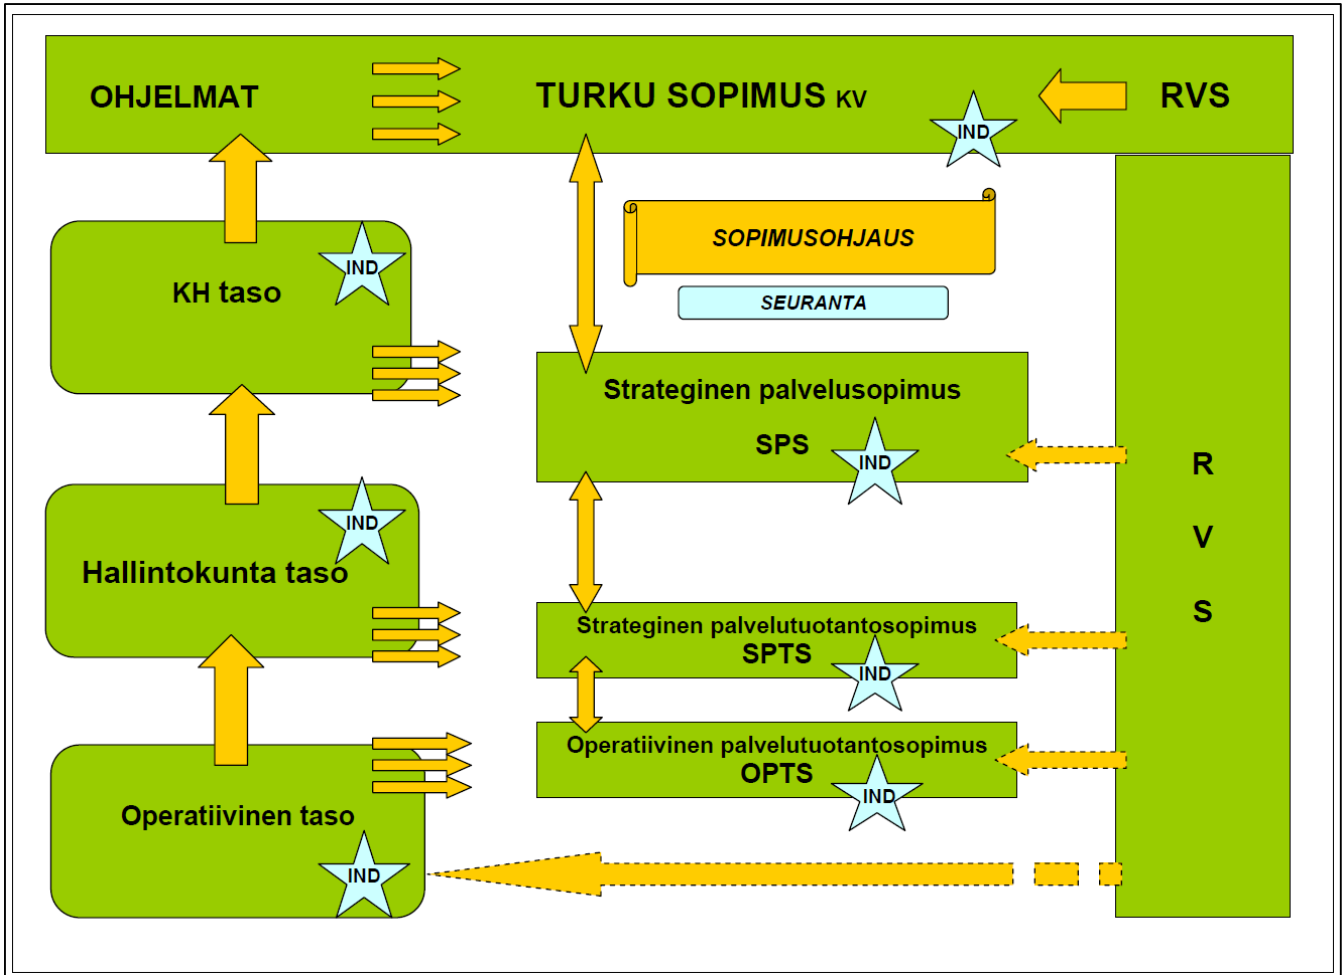 OHJELMAT
TURKU SOPIMUS KV
IND
RVS
KH taso
IND
SOPIMUSOHJAUS
SEURANTA
Strateginen palvelusopimus
SPS
IND
R
V
S
Hallintokunta taso
IND
Strateginen palvelutuotantosopimus
SPTS
IND
Operatiivinen palvelutuotantosopimus
OPTS
IND
Operatiivinen taso
IND